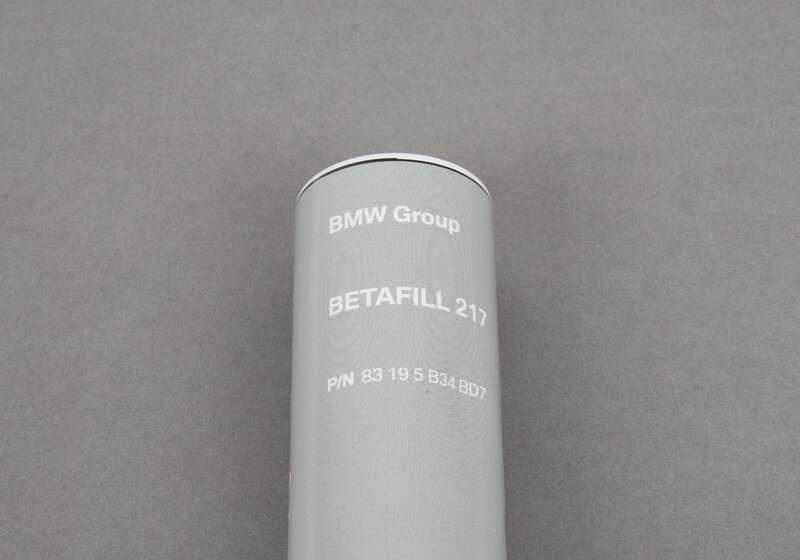 BMW Group
BETAFILL 217
P/N 83 19 5 B34 BD7